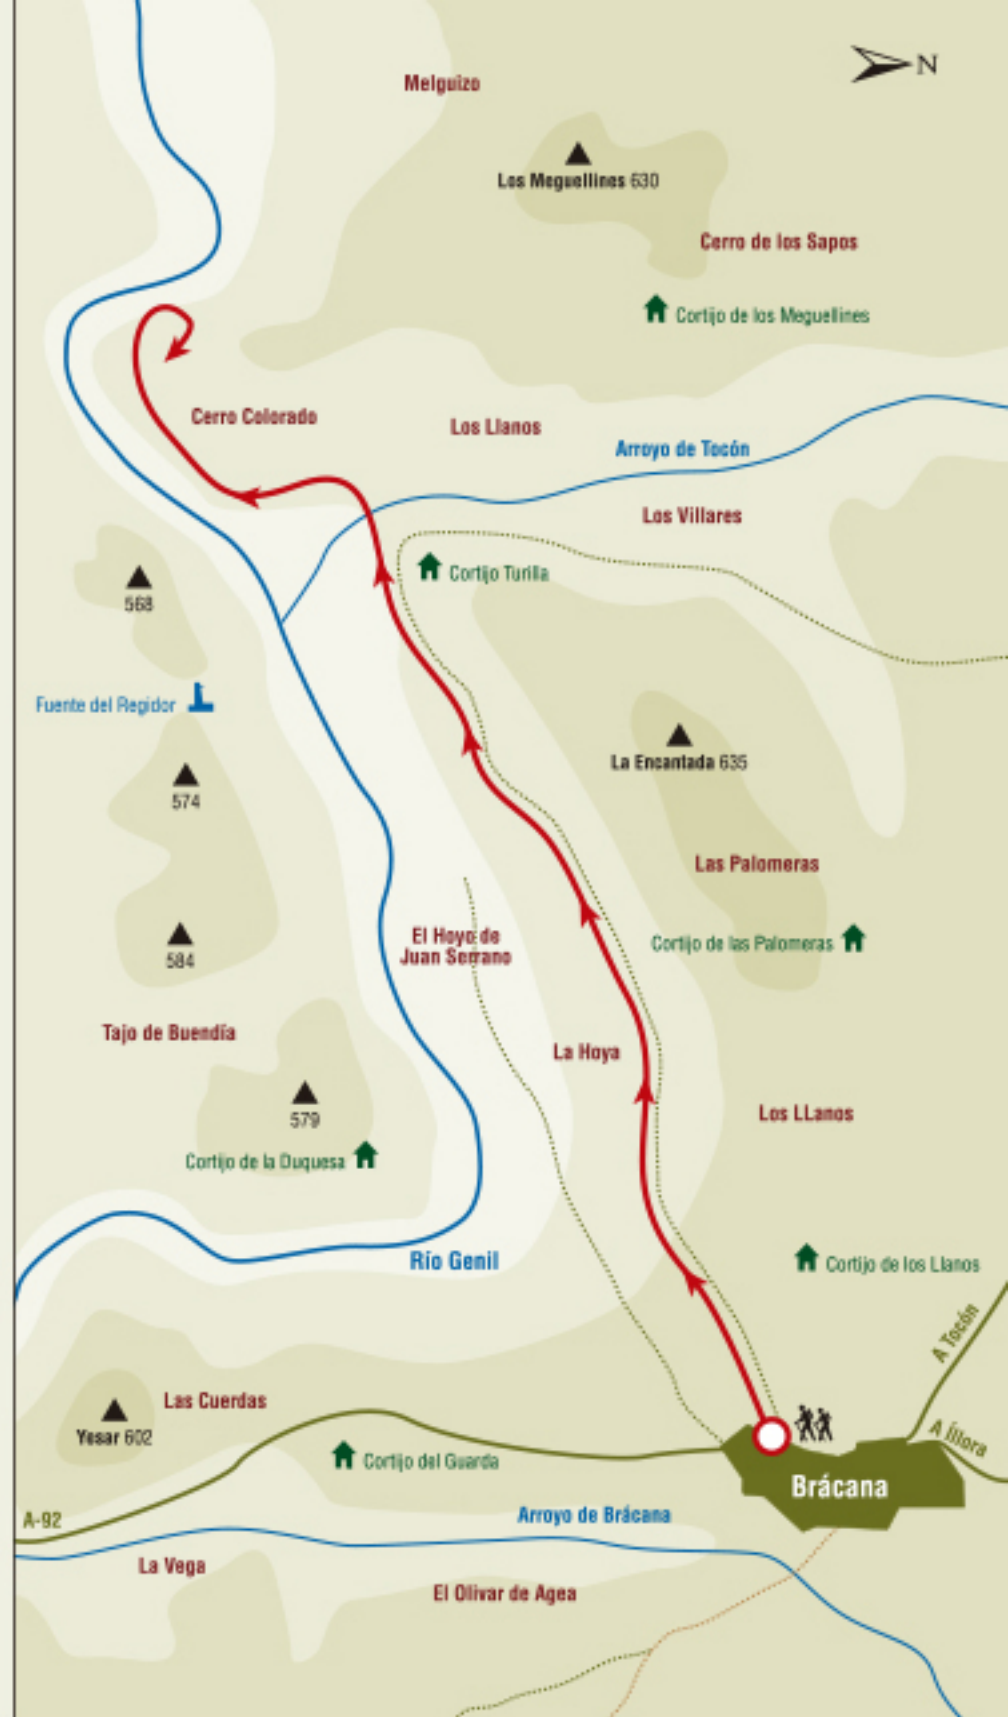 N
Melguizo
Los Meguellines 630
Cerro de los Sapos
Cortijo de los Meguellines
Cerro Colorado
Los Llanos
Arroyo de Tocón
Los Villares
Cortijo Turilla
568
Fuente del Regidor
La Encantada 635
574
Las Palomeras
El Hoyo de
Juan Serrano
Cortijo de las Palomeras
584
Tajo de Buendía
La Hoya
579
Los LLanos
Cortijo de la Duquesa
Río Genil
Cortijo de los Llanos
A Tocón
Las Cuerdas
Yesar 602
A Íllora
Cortijo del Guarda
Brácana
A-92
Arroyo de Brácana
La Vega
El Olivar de Agea